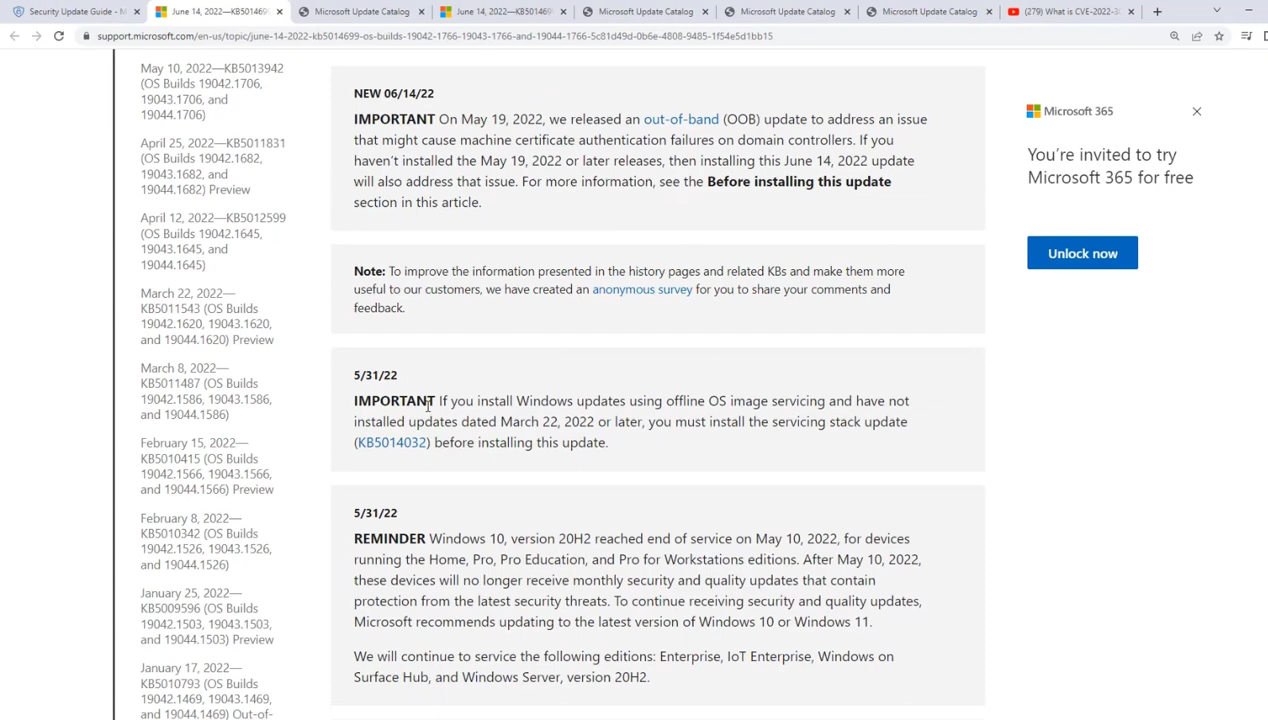 Security Update Guide - M
June 14, 2022—KB5014699
Microsoft Update Catalog
June 14, 2022—KB5014699
Microsoft Update Catalog
Microsoft Update Catalog
Microsoft Update Catalog
(279) What is CVE-2022-30
support.microsoft.com/en-us/topic/june-14-2022-kb5014699-os-builds-19042-1766-19043-1766-and-19044-1766-5c81d49d-0b6e-4808-9485-1f54e5d1bb15
May 10, 2022—KB5013942
(OS Builds 19042.1706,
19043.1706, and
19044.1706)
April 25, 2022—KB5011831
(OS Builds 19042.1682,
19043.1682, and
19044.1682) Preview
April 12, 2022—KB5012599
(OS Builds 19042.1645,
19043.1645, and
19044.1645)
March 22, 2022—
KB5011543 (OS Builds
19042.1620, 19043.1620,
and 19044.1620) Preview
March 8, 2022—
KB5011487 (OS Builds
19042.1586, 19043.1586,
and 19044.1586)
February 15, 2022—
KB5010415 (OS Builds
19042.1566, 19043.1566,
and 19044.1566) Preview
February 8, 2022—
KB5010342 (OS Builds
19042.1526, 19043.1526,
and 19044.1526)
January 25, 2022—
KB5009596 (OS Builds
19042.1503, 19043.1503,
and 19044.1503) Preview
January 17, 2022—
KB5010793 (OS Builds
19042.1469, 19043.1469,
and 19044.1469) Out-of-
NEW 06/14/22
IMPORTANT On May 19, 2022, we released an out-of-band (OOB) update to address an issue
that might cause machine certificate authentication failures on domain controllers. If you
haven't installed the May 19, 2022 or later releases, then installing this June 14, 2022 update
will also address that issue. For more information, see the Before installing this update
section in this article.
Note: To improve the information presented in the history pages and related KBs and make them more
useful to our customers, we have created an anonymous survey for you to share your comments and
feedback.
5/31/22
IMPORTANT If you install Windows updates using offline OS image servicing and have not
installed updates dated March 22, 2022 or later, you must install the servicing stack update
(KB5014032) before installing this update.
5/31/22
REMINDER Windows 10, version 20H2 reached end of service on May 10, 2022, for devices
running the Home, Pro, Pro Education, and Pro for Workstations editions. After May 10, 2022,
these devices will no longer receive monthly security and quality updates that contain
protection from the latest security threats. To continue receiving security and quality updates,
Microsoft recommends updating to the latest version of Windows 10 or Windows 11.
We will continue to service the following editions: Enterprise, IoT Enterprise, Windows on
Surface Hub, and Windows Server, version 20H2.
Microsoft 365
You're invited to try
Microsoft 365 for free
Unlock now